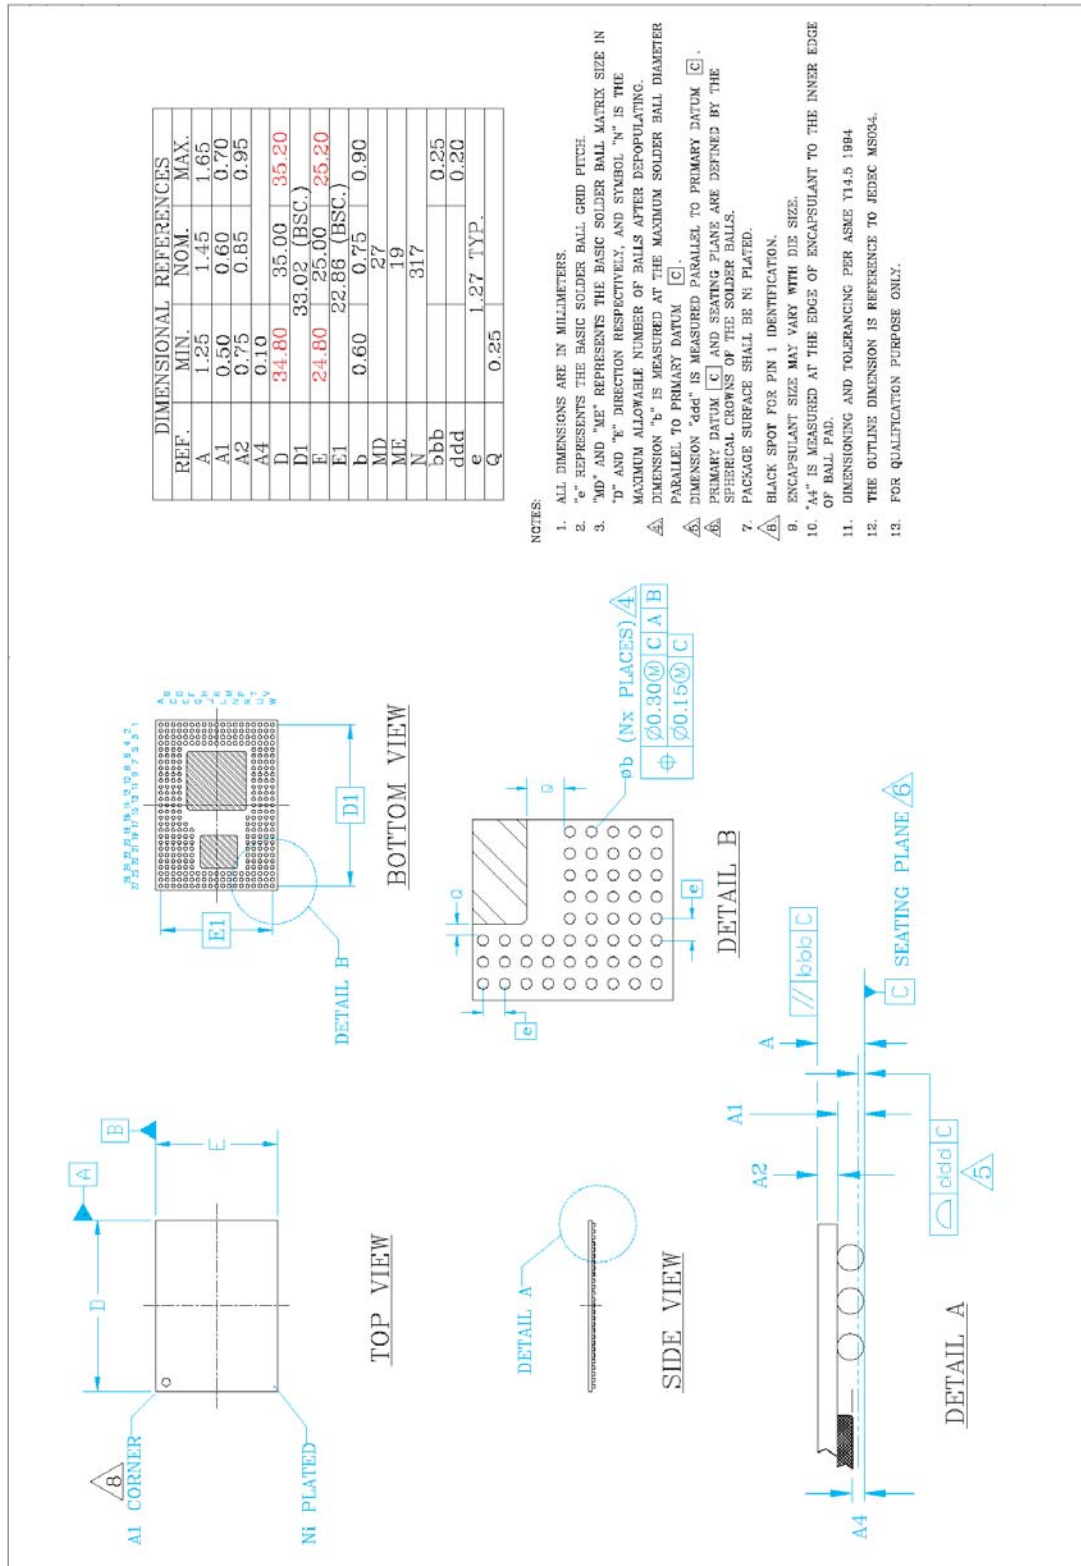 8
A1 CORNER
Ni PLATED
D
A
B
E
TOP VIEW
DETAIL A
SIDE VIEW
A4
A2
A1
A
// bbb C
C SEATING PLANE 6
ddd C
5
DETAIL A
E1
D1
DETAIL B
BOTTOM VIEW
Q
Q
e
e
DETAIL B
øb (Nx PLACES) 4
Ø0.30Ⓜ C A B
Ø0.15Ⓜ C
DIMENSIONAL REFERENCES
REF. MIN. NOM. MAX.
A 1.25 1.45 1.65
A1 0.50 0.60 0.70
A2 0.75 0.85 0.95
A4 0.10
D 34.80 35.00 35.20
D1 33.02 (BSC.)
E 24.80 25.00 25.20
E1 22.86 (BSC.)
b 0.60 0.75 0.90
MD 27
ME 19
N 317
bbb 0.25
ddd 0.20
e 1.27 TYP.
Q 0.25
NOTES:
1. ALL DIMENSIONS ARE IN MILLIMETERS.
2. "e" REPRESENTS THE BASIC SOLDER BALL GRID PITCH.
3. "MD" AND "ME" REPRESENTS THE BASIC SOLDER BALL MATRIX SIZE IN
"D" AND "E" DIRECTION RESPECTIVELY, AND SYMBOL "N" IS THE
MAXIMUM ALLOWABLE NUMBER OF BALLS AFTER DEPOPULATING.
4. DIMENSION "b" IS MEASURED AT THE MAXIMUM SOLDER BALL DIAMETER
PARALLEL TO PRIMARY DATUM C .
5. DIMENSION "ddd" IS MEASURED PARALLEL TO PRIMARY DATUM C .
6. PRIMARY DATUM C AND SEATING PLANE ARE DEFINED BY THE
SPHERICAL CROWNS OF THE SOLDER BALLS.
7. PACKAGE SURFACE SHALL BE Ni PLATED.
8. BLACK SPOT FOR PIN 1 IDENTIFICATION.
9. ENCAPSULANT SIZE MAY VARY WITH DIE SIZE.
10. "A4" IS MEASURED AT THE EDGE OF ENCAPSULANT TO THE INNER EDGE
OF BALL PAD.
11. DIMENSIONING AND TOLERANCING PER ASME Y14.5 1994
12. THE OUTLINE DIMENSION IS REFERENCE TO JEDEC MS034.
13. FOR QUALIFICATION PURPOSE ONLY.